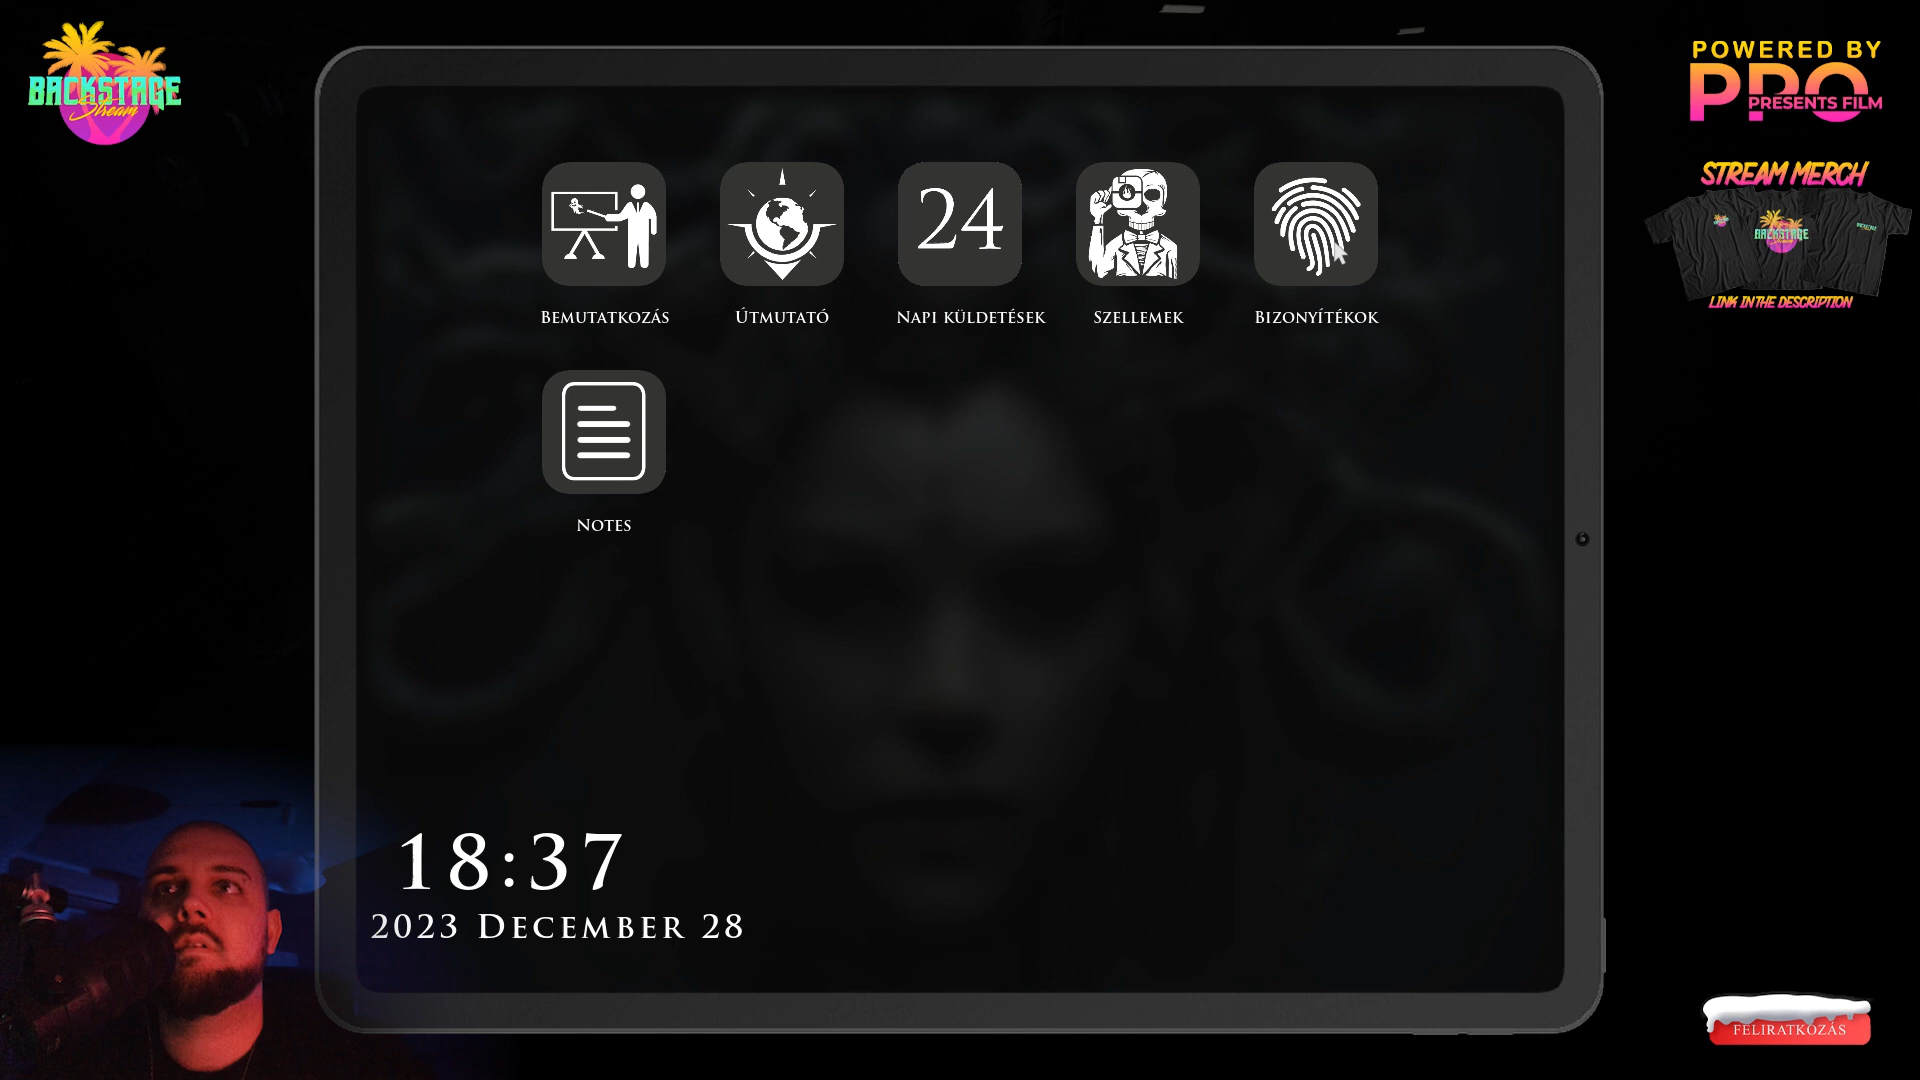 BACKSTAGE
Stream
POWERED BY
PRO
PRESENTS FILM
STREAM MERCH
BACKSTAGE
LINK IN THE DESCRIPTION
24
BEMUTATKOZÁS
ÚTMUTATÓ
NAPI KÜLDETÉSEK
SZELLEMEK
BIZONYÍTÉKOK
NOTES
18:37
2023 DECEMBER 28
FELIRATKOZÁS